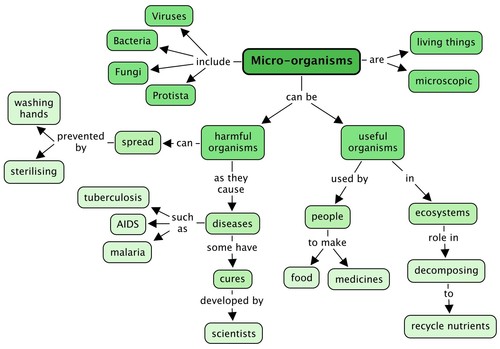 Viruses
Bacteria
Fungi
Protista
include
Micro-organisms
are
living things
microscopic
can be
washing
hands
sterilising
prevented
by
spread
can
harmful
organisms
useful
organisms
as they
cause
used by
in
tuberculosis
AIDS
malaria
such
as
diseases
people
ecosystems
some have
to make
role in
cures
food
medicines
decomposing
developed by
to
scientists
recycle nutrients